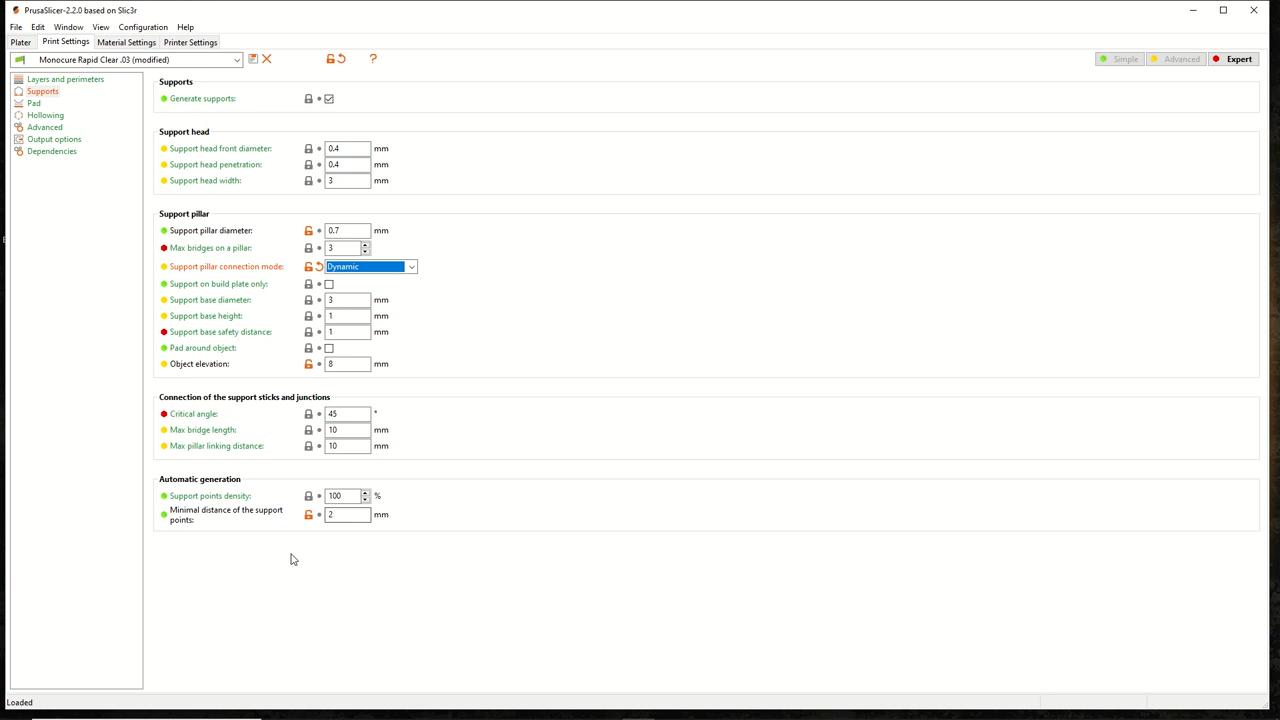 PrusaSlicer-2.2.0 based on Slic3r
File Edit Window View Configuration Help
Plater Print Settings Material Settings Printer Settings
Monocure Rapid Clear .03 (modified) ? Simple Advanced Expert
Layers and perimeters
Supports
Pad
Hollowing
Advanced
Output options
Dependencies
Supports
Generate supports:
Support head
Support head front diameter: 0.4 mm
Support head penetration: 0.4 mm
Support head width: 3 mm
Support pillar
Support pillar diameter: 0.7 mm
Max bridges on a pillar: 3
Support pillar connection mode: Dynamic
Support on build plate only:
Support base diameter: 3 mm
Support base height: 1 mm
Support base safety distance: 1 mm
Pad around object:
Object elevation: 8 mm
Connection of the support sticks and junctions
Critical angle: 45 °
Max bridge length: 10 mm
Max pillar linking distance: 10 mm
Automatic generation
Support points density: 100 %
Minimal distance of the support
points: 2 mm
Loaded